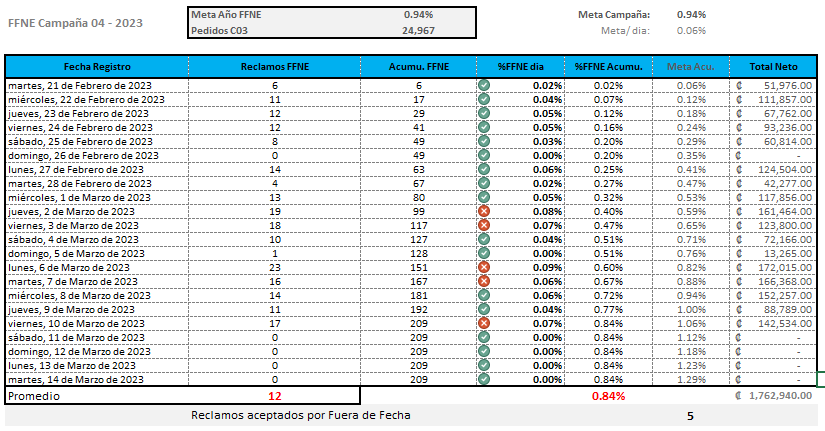 FFNE Campaña 04 - 2023
Meta Año FFNE 0.94% Meta Campaña: 0.94%
Pedidos C03 24,967 Meta/ dia: 0.06%
Fecha Registro Reclamos FFNE Acumu. FFNE %FFNE dia %FFNE Acumu. Meta Acu. Total Neto
martes, 21 de Febrero de 2023 6 6 0.02% 0.02% 0.06% ₡ 51,976.00
miércoles, 22 de Febrero de 2023 11 17 0.04% 0.07% 0.12% ₡ 111,857.00
jueves, 23 de Febrero de 2023 12 29 0.05% 0.12% 0.18% ₡ 67,762.00
viernes, 24 de Febrero de 2023 12 41 0.05% 0.16% 0.24% ₡ 93,236.00
sábado, 25 de Febrero de 2023 8 49 0.03% 0.20% 0.29% ₡ 60,814.00
domingo, 26 de Febrero de 2023 0 49 0.00% 0.20% 0.35% ₡ -
lunes, 27 de Febrero de 2023 14 63 0.06% 0.25% 0.41% ₡ 124,504.00
martes, 28 de Febrero de 2023 4 67 0.02% 0.27% 0.47% ₡ 42,277.00
miércoles, 1 de Marzo de 2023 13 80 0.05% 0.32% 0.53% ₡ 117,856.00
jueves, 2 de Marzo de 2023 19 99 0.08% 0.40% 0.59% ₡ 161,464.00
viernes, 3 de Marzo de 2023 18 117 0.07% 0.47% 0.65% ₡ 123,800.00
sábado, 4 de Marzo de 2023 10 127 0.04% 0.51% 0.71% ₡ 72,166.00
domingo, 5 de Marzo de 2023 1 128 0.00% 0.51% 0.76% ₡ 13,265.00
lunes, 6 de Marzo de 2023 23 151 0.09% 0.60% 0.82% ₡ 172,015.00
martes, 7 de Marzo de 2023 16 167 0.06% 0.67% 0.88% ₡ 166,368.00
miércoles, 8 de Marzo de 2023 14 181 0.06% 0.72% 0.94% ₡ 152,257.00
jueves, 9 de Marzo de 2023 11 192 0.04% 0.77% 1.00% ₡ 88,789.00
viernes, 10 de Marzo de 2023 17 209 0.07% 0.84% 1.06% ₡ 142,534.00
sábado, 11 de Marzo de 2023 0 209 0.00% 0.84% 1.12% ₡ -
domingo, 12 de Marzo de 2023 0 209 0.00% 0.84% 1.18% ₡ -
lunes, 13 de Marzo de 2023 0 209 0.00% 0.84% 1.23% ₡ -
martes, 14 de Marzo de 2023 0 209 0.00% 0.84% 1.29% ₡ -
Promedio 12 0.84% ₡ 1,762,940.00
Reclamos aceptados por Fuera de Fecha 5